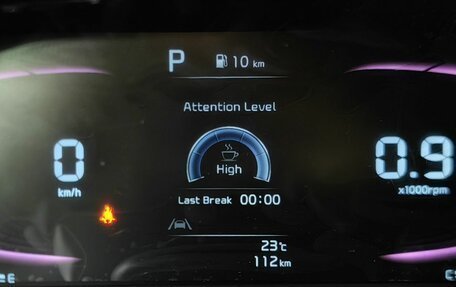 P 10 km
Attention Level
0 High 0.9
km/h x1000rpm
Last Break 00:00
23°C
112 km
E C